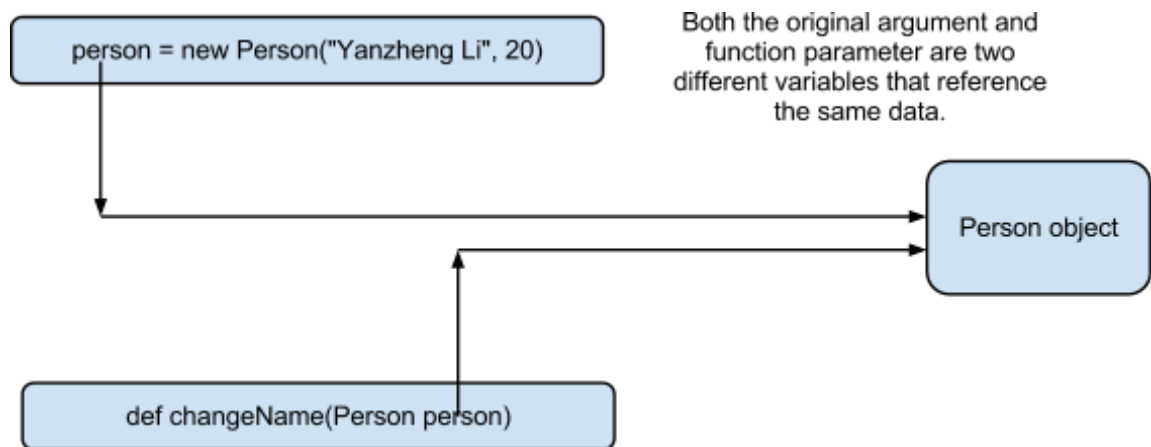 person = new Person("Yanzheng Li", 20)
Both the original argument and
function parameter are two
different variables that reference
the same data.
Person object
def changeName(Person person)